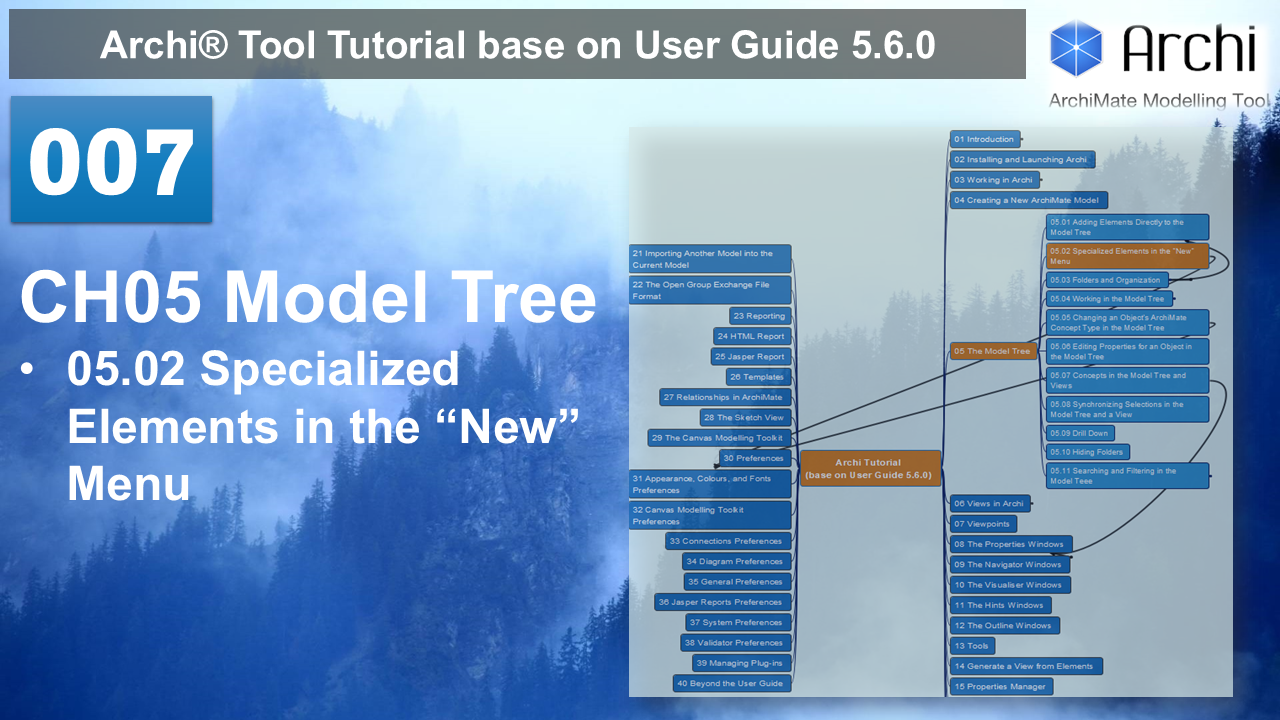 Archi® Tool Tutorial base on User Guide 5.6.0
Archi
ArchiMate Modelling Tool
007
CH05 Model Tree
• 05.02 Specialized
Elements in the “New”
Menu
21 Importing Another Model into the
Current Model
22 The Open Group Exchange File
Format
23 Reporting
24 HTML Report
25 Jasper Report
26 Templates
27 Relationships in ArchiMate
28 The Sketch View
29 The Canvas Modelling Toolkit
30 Preferences
31 Appearance, Colours, and Fonts
Preferences
32 Canvas Modelling Toolkit
Preferences
33 Connections Preferences
34 Diagram Preferences
35 General Preferences
36 Jasper Reports Preferences
37 System Preferences
38 Validator Preferences
39 Managing Plug-ins
40 Beyond the User Guide
Archi Tutorial
(base on User Guide 5.6.0)
01 Introduction
02 Installing and Launching Archi
03 Working in Archi
04 Creating a New ArchiMate Model
05 The Model Tree
05.01 Adding Elements Directly to the
Model Tree
05.02 Specialized Elements in the "New"
Menu
05.03 Folders and Organization
05.04 Working in the Model Tree
05.05 Changing an Object's ArchiMate
Concept Type in the Model Tree
05.06 Editing Properties for an Object in
the Model Tree
05.07 Concepts in the Model Tree and
Views
05.08 Synchronizing Selections in the
Model Tree and a View
05.09 Drill Down
05.10 Hiding Folders
05.11 Searching and Filtering in the
Model Teee
06 Views in Archi
07 Viewpoints
08 The Properties Windows
09 The Navigator Windows
10 The Visualiser Windows
11 The Hints Windows
12 The Outline Windows
13 Tools
14 Generate a View from Elements
15 Properties Manager